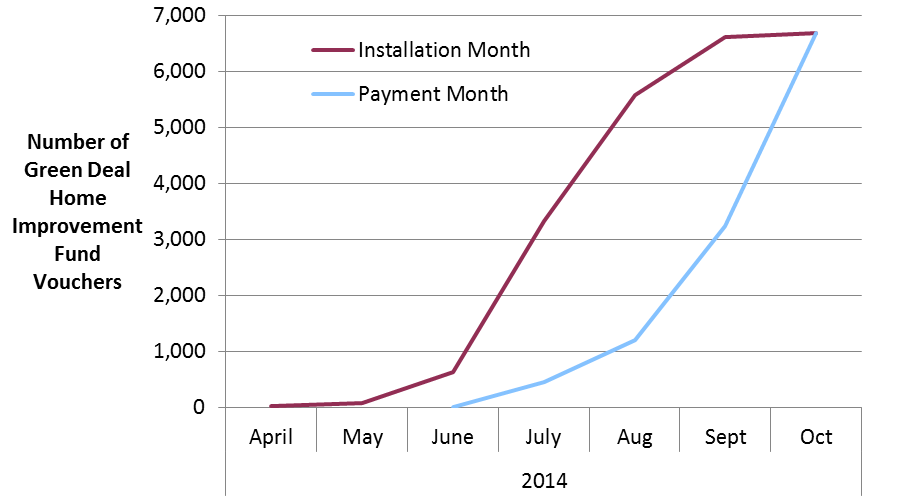 7,000
6,000
5,000
4,000
3,000
2,000
1,000
0
Number of
Green Deal
Home
Improvement
Fund
Vouchers
Installation Month
Payment Month
April May June July Aug Sept Oct
2014